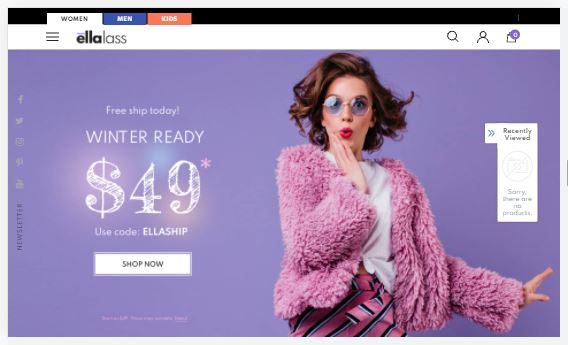 WOMEN
MEN
KIDS
ellalass
0
Free ship today!
WINTER READY
$49*
Use code: ELLASHIP
SHOP NOW
NEWSLETTER
Recently
Viewed
Sorry,
there are
no
products.